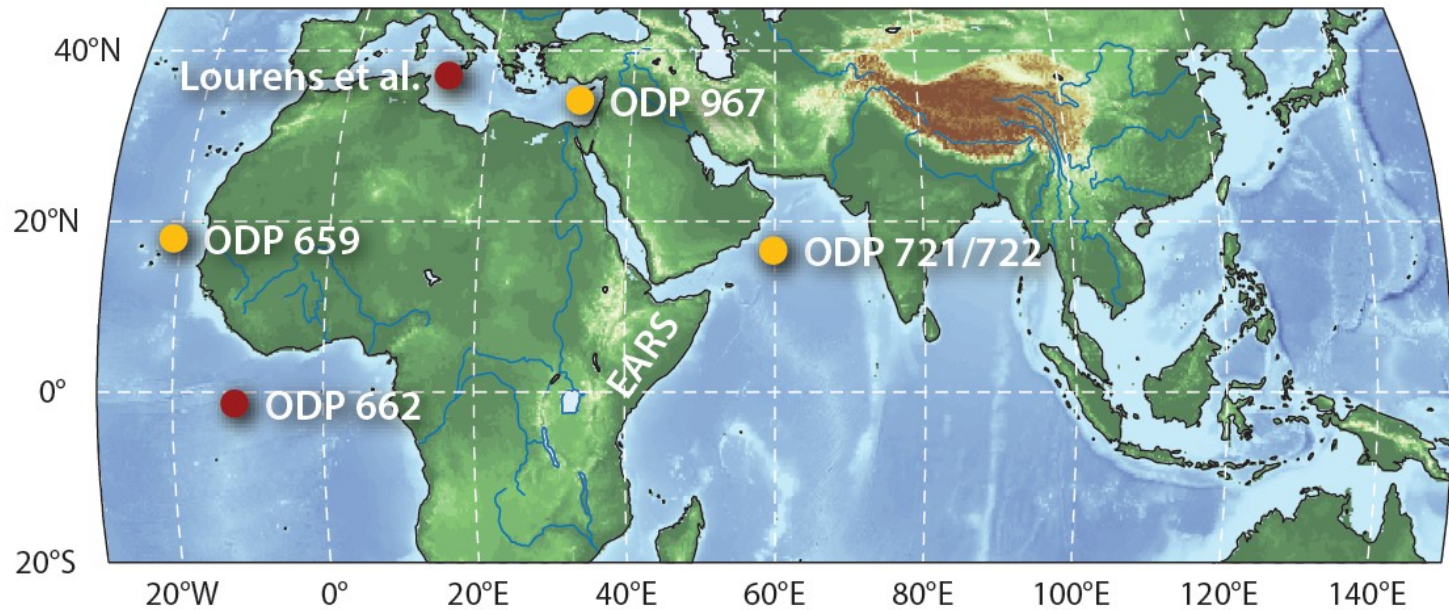 40°N
Lourens et al.
ODP 967
20°N
ODP 659
ODP 721/722
EARS
0°
ODP 662
20°S
20°W
0°
20°E
40°E
60°E
80°E
100°E
120°E
140°E